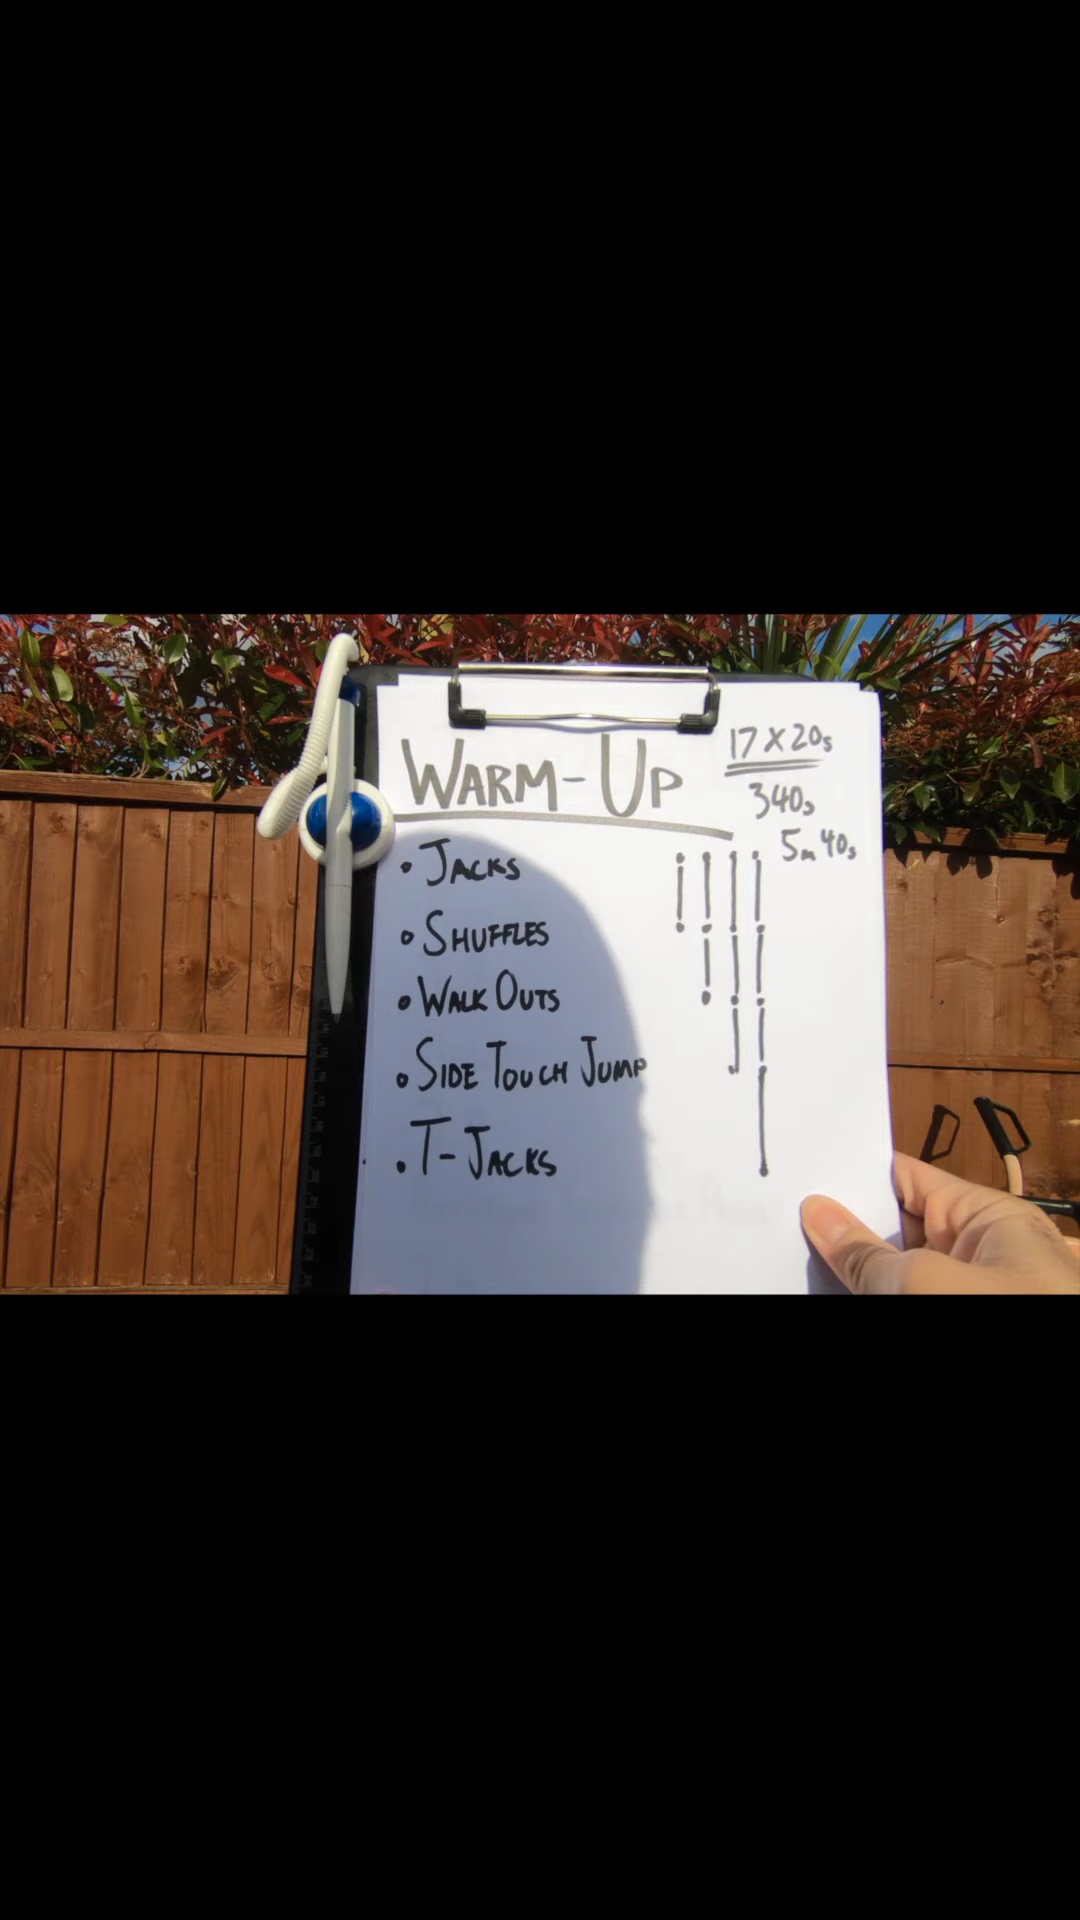 WARM-UP
17 X 20s
340s
5m 40s
• JACKS
• SHUFFLES
• WALK OUTS
• SIDE TOUCH JUMP
• T-JACKS